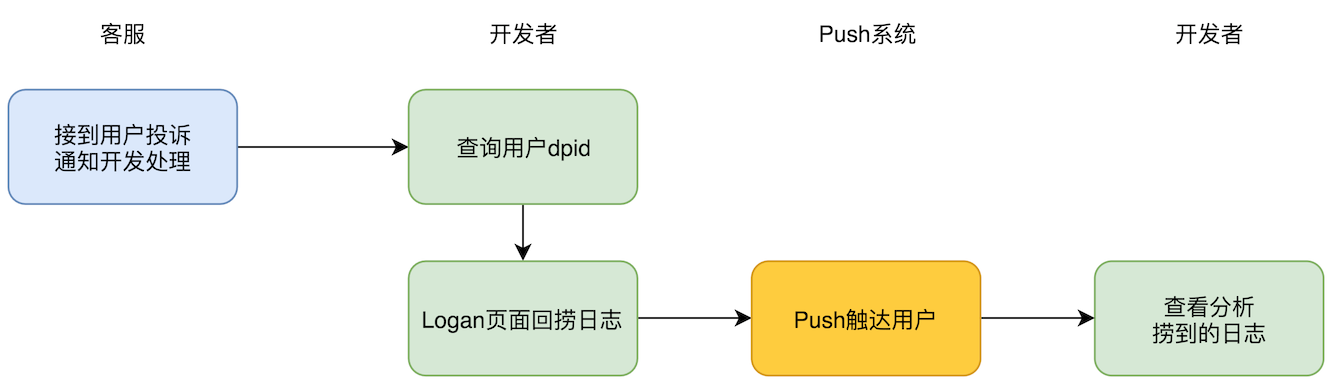 客服
开发者
Push系统
开发者
接到用户投诉
通知开发处理
查询用户dpid
Logan页面回捞日志
Push触达用户
查看分析
捞到的日志